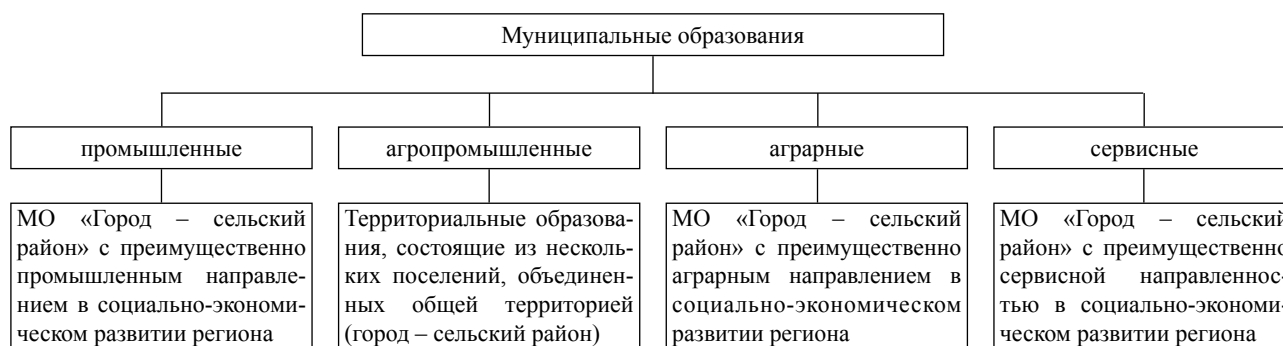 Муниципальные образования
промышленные
агропромышленные
аграрные
сервисные
МО «Город – сельский
район» с преимущественно
промышленным направле-
нием в социально-экономи-
ческом развитии региона
Территориальные образова-
ния, состоящие из несколь-
ких поселений, объединен-
ных общей территорией
(город – сельский район)
МО «Город – сельский
район» с преимущественно
аграрным направлением в
социально-экономическом
развитии региона
МО «Город – сельский
район» с преимущественно
сервисной направленнос-
тью в социально-экономи-
ческом развитии региона